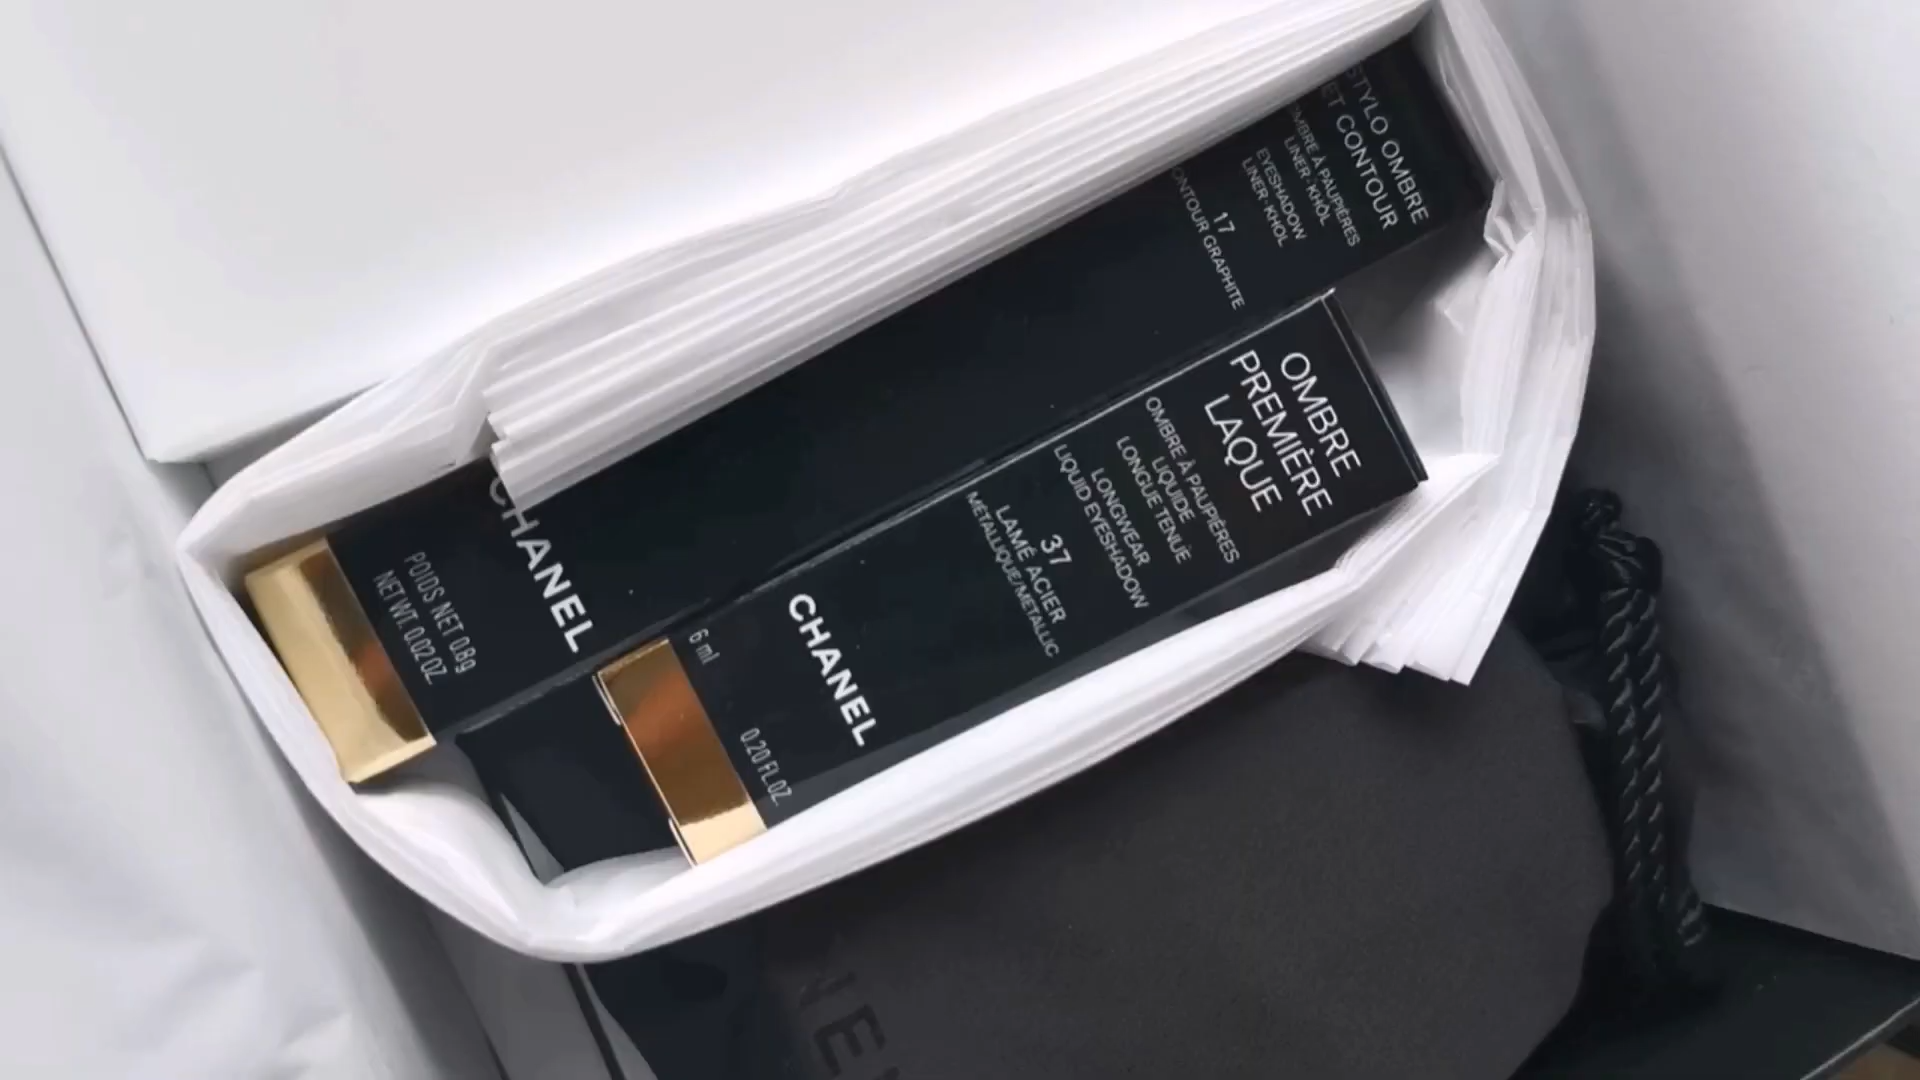 STYLO OMBRE
ET CONTOUR
OMBRE À PAUPIÈRES
LINER-KHÔL
EYESHADOW
LINER-KHOL
17
CONTOUR GRAPHITE
CHANEL
POIDS NET 0.8g
NET WT. 0.02 OZ.
OMBRE
PREMIÈRE
LAQUE
OMBRE À PAUPIÈRES
LIQUIDE
LONGUE TENUE
LONGWEAR
LIQUID EYESHADOW
37
LAMÉ ACIER
MÉTALLIQUE/METALLIC
CHANEL
6 ml
0.20 FL.OZ.